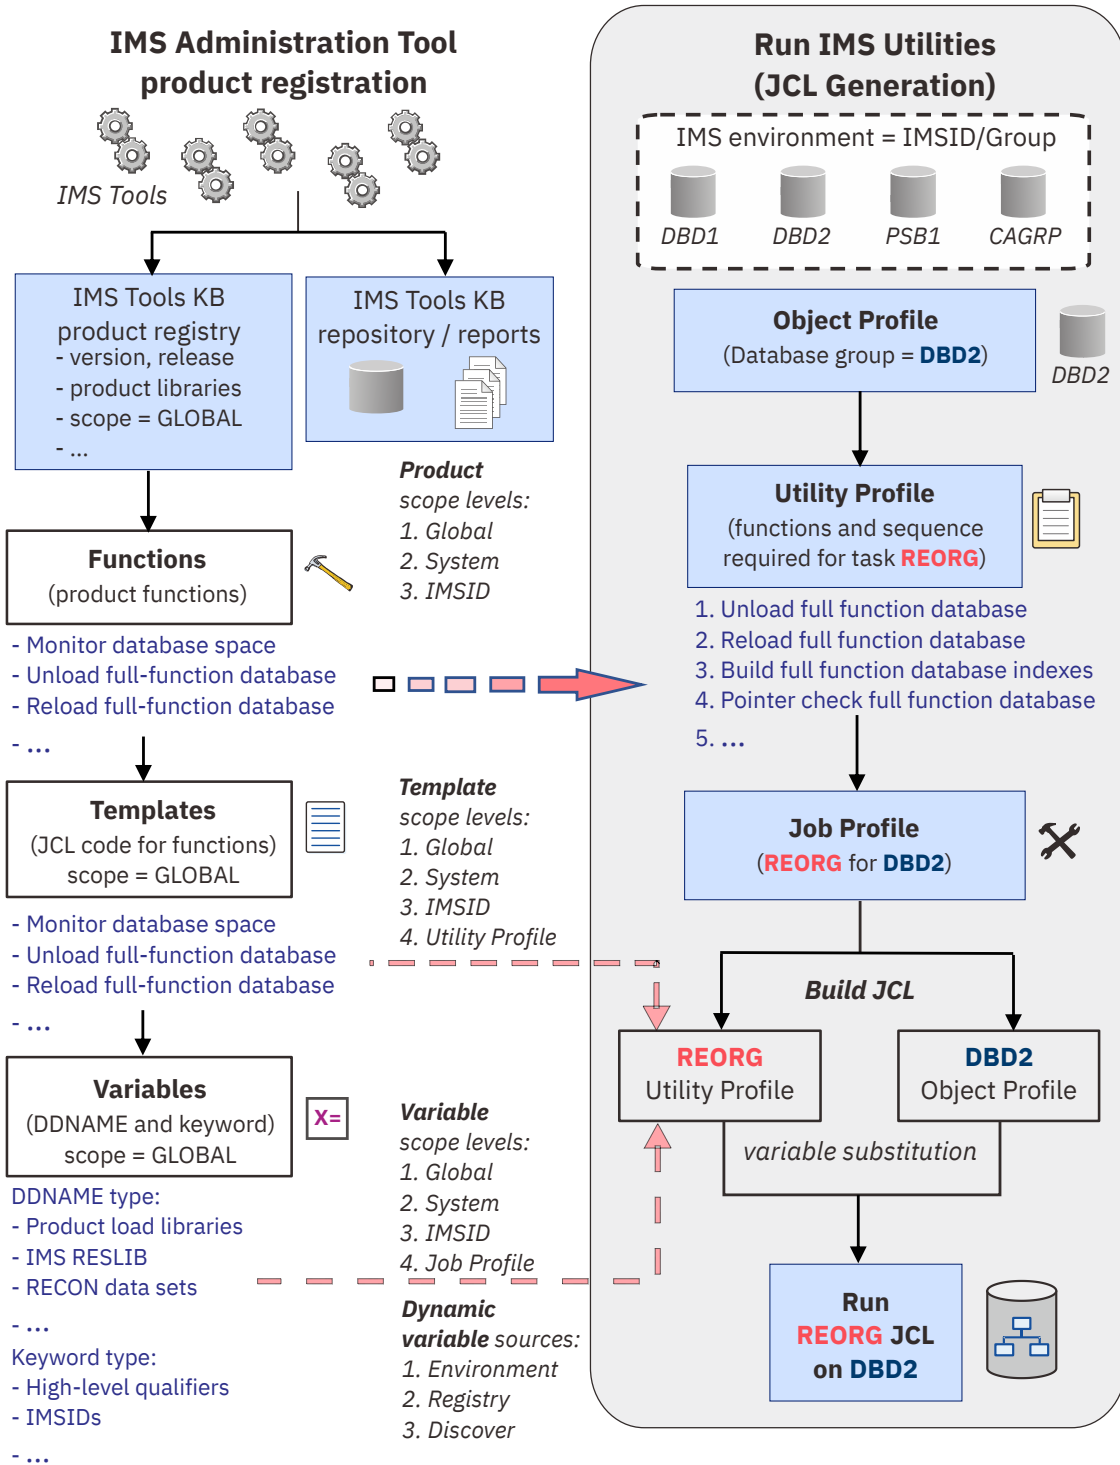 IMS Administration Tool
product registration
IMS Tools
IMS Tools KB
product registry
- version, release
- product libraries
- scope = GLOBAL
- ...
IMS Tools KB
repository / reports
Product
scope levels:
1. Global
2. System
3. IMSID
Functions
(product functions)
- Monitor database space
- Unload full-function database
- Reload full-function database
- ...
Templates
(JCL code for functions)
scope = GLOBAL
Template
scope levels:
1. Global
2. System
3. IMSID
4. Utility Profile
- Monitor database space
- Unload full-function database
- Reload full-function database
- ...
Variables
(DDNAME and keyword)
scope = GLOBAL
X=
Variable
scope levels:
1. Global
2. System
3. IMSID
4. Job Profile
DDNAME type:
- Product load libraries
- IMS RESLIB
- RECON data sets
- ...
Keyword type:
- High-level qualifiers
- IMSIDs
- ...
Dynamic
variable sources:
1. Environment
2. Registry
3. Discover
Run IMS Utilities
(JCL Generation)
IMS environment = IMSID/Group
DBD1
DBD2
PSB1
CAGRP
Object Profile
(Database group = DBD2)
DBD2
Utility Profile
(functions and sequence
required for task REORG)
1. Unload full function database
2. Reload full function database
3. Build full function database indexes
4. Pointer check full function database
5. ...
Job Profile
(REORG for DBD2)
Build JCL
REORG
Utility Profile
DBD2
Object Profile
variable substitution
Run
REORG JCL
on DBD2